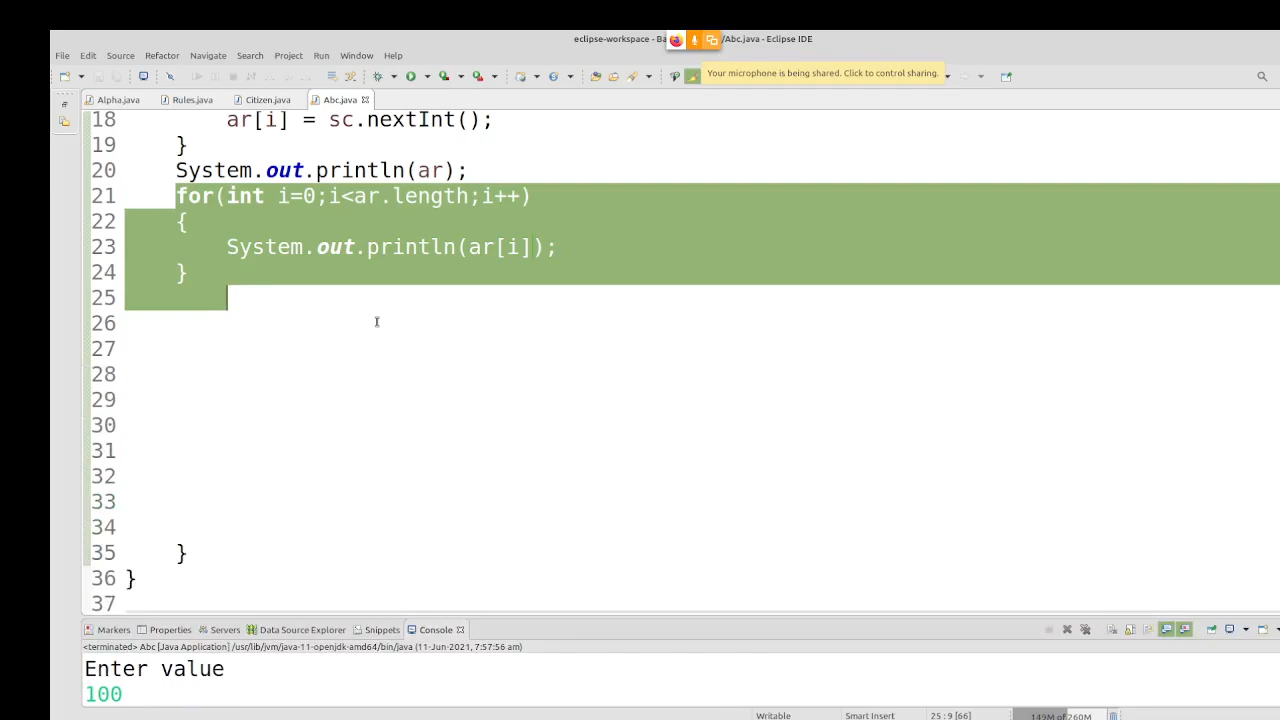 eclipse-workspace - Ba /Abc.java - Eclipse IDE
File Edit Source Refactor Navigate Search Project Run Window Help
Your microphone is being shared. Click to control sharing.
Alpha.java Rules.java Citizen.java Abc.java
18 ar[i] = sc.nextInt();
19 }
20 System.out.println(ar);
21 for(int i=0;i<ar.length;i++)
22 {
23 System.out.println(ar[i]);
24 }
25
26
27
28
29
30
31
32
33
34
35 }
36 }
37
Markers Properties Servers Data Source Explorer Snippets Console
<terminated> Abc [Java Application] /usr/lib/jvm/java-11-openjdk-amd64/bin/java (11-Jun-2021, 7:57:56 am)
Enter value
100
Writable Smart Insert 25 : 9 [66] 149M of 260M